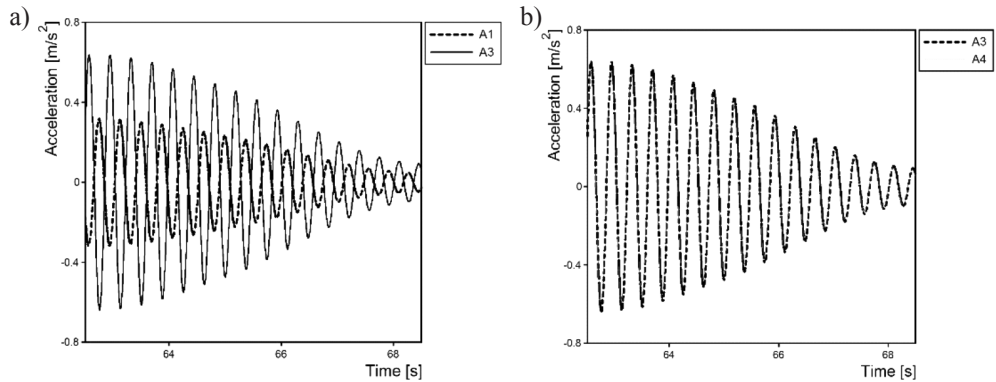 a)
Acceleration [m/s²]
0.8
0.4
0
-0.4
-0.8
64
66
68
Time [s]
A1
A3
b)
Acceleration [m/s²]
0.8
0.4
0
-0.4
-0.8
64
66
68
Time [s]
A3
A4